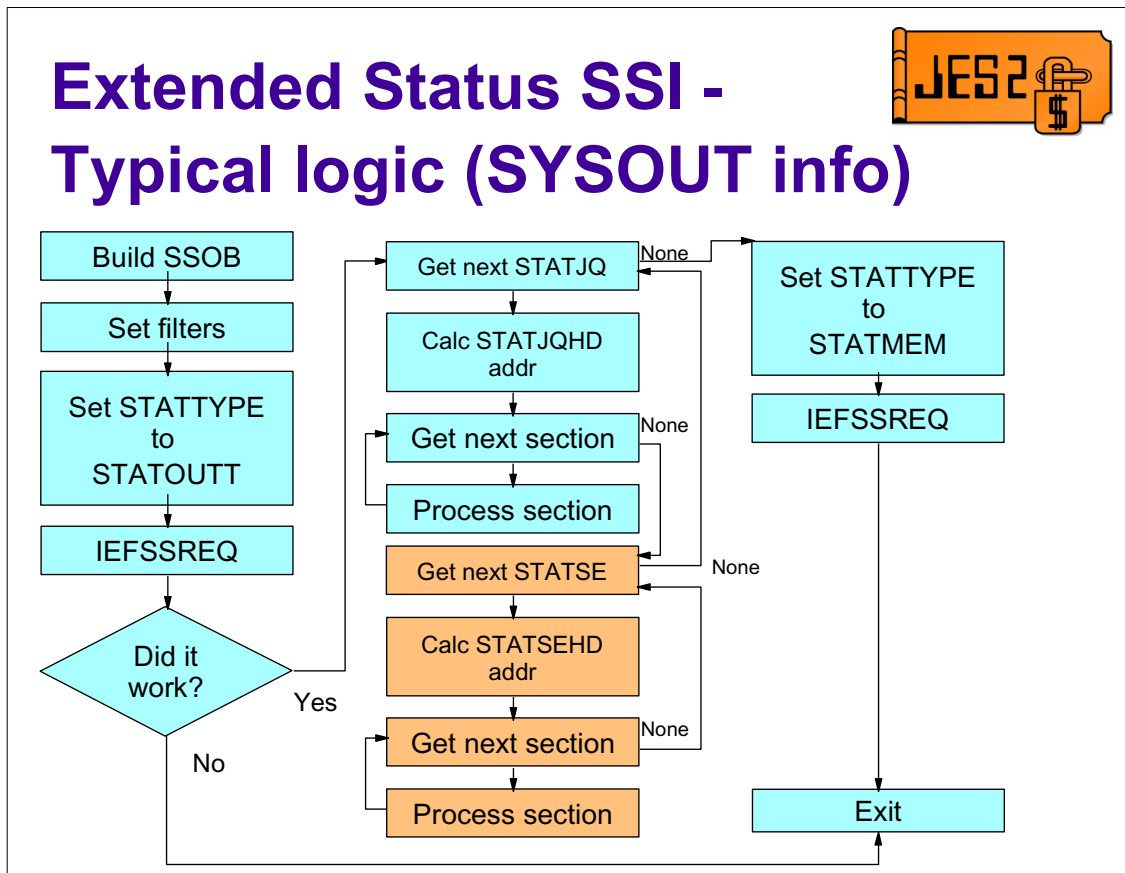 Extended Status SSI -
Typical logic (SYSOUT info)
JES2
$
Build SSOB
Set filters
Set STATTYPE
to
STATOUTT
IEFSSREQ
Did it
work?
Yes
No
Get next STATJQ
None
Calc STATJQHD
addr
Get next section
None
Process section
Get next STATSE
None
Calc STATSEHD
addr
Get next section
None
Process section
Set STATTYPE
to
STATMEM
IEFSSREQ
Exit